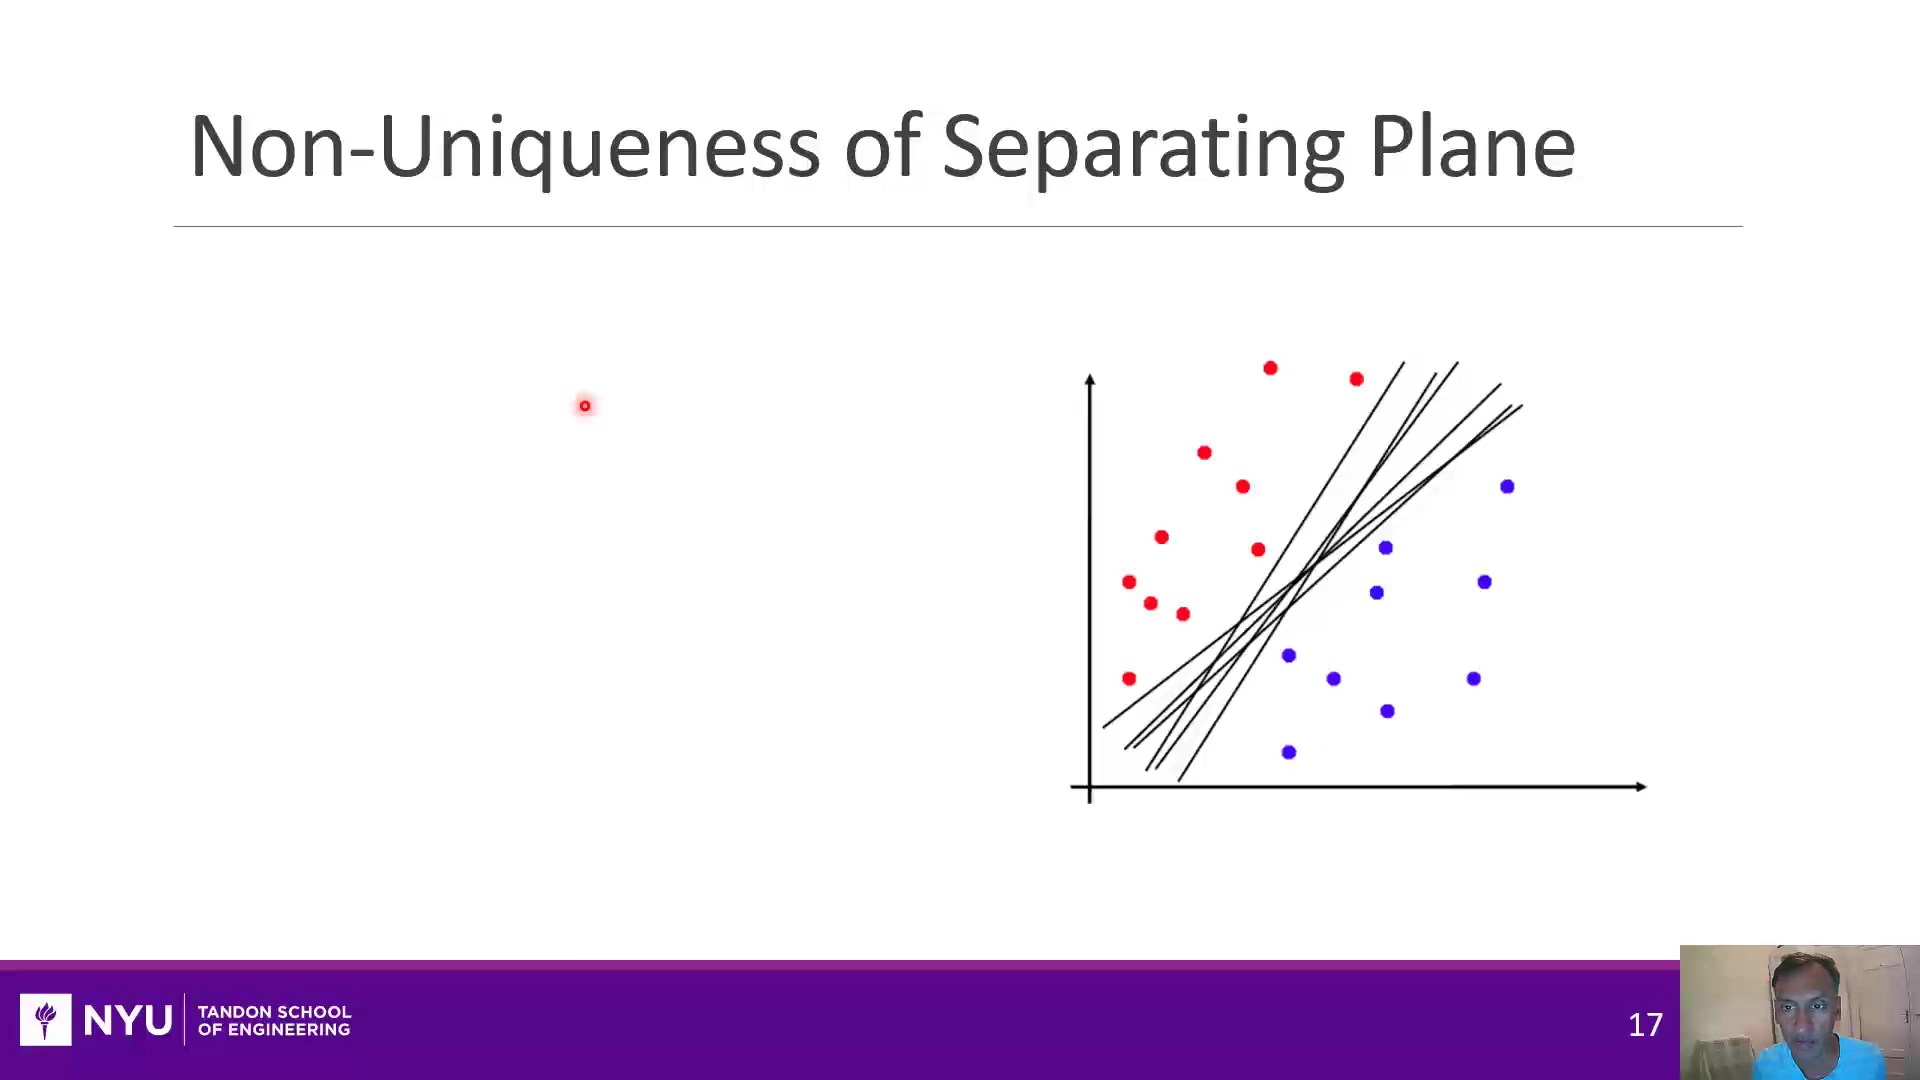 Non-Uniqueness of Separating Plane
NYU
TANDON SCHOOL
OF ENGINEERING
17